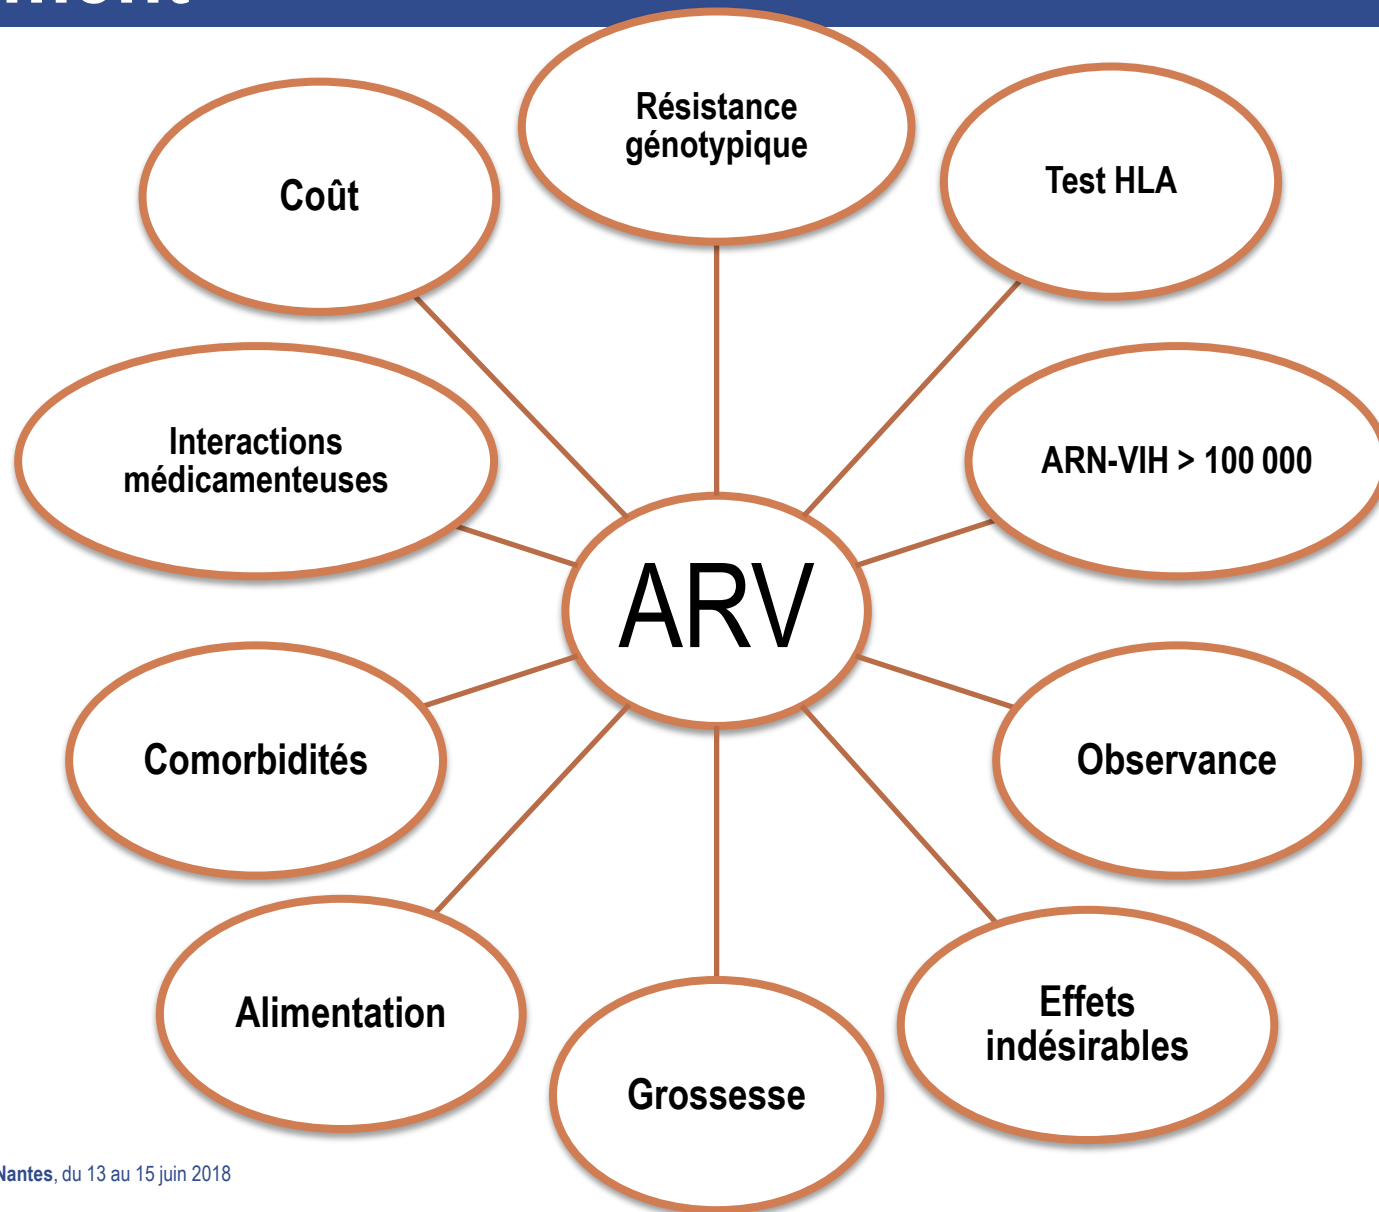 Résistance
génotypique
Coût
Test HLA
Interactions
médicamenteuses
ARN-VIH > 100 000
ARV
Comorbidités
Observance
Alimentation
Effets
indésirables
Grossesse
Nantes, du 13 au 15 juin 2018